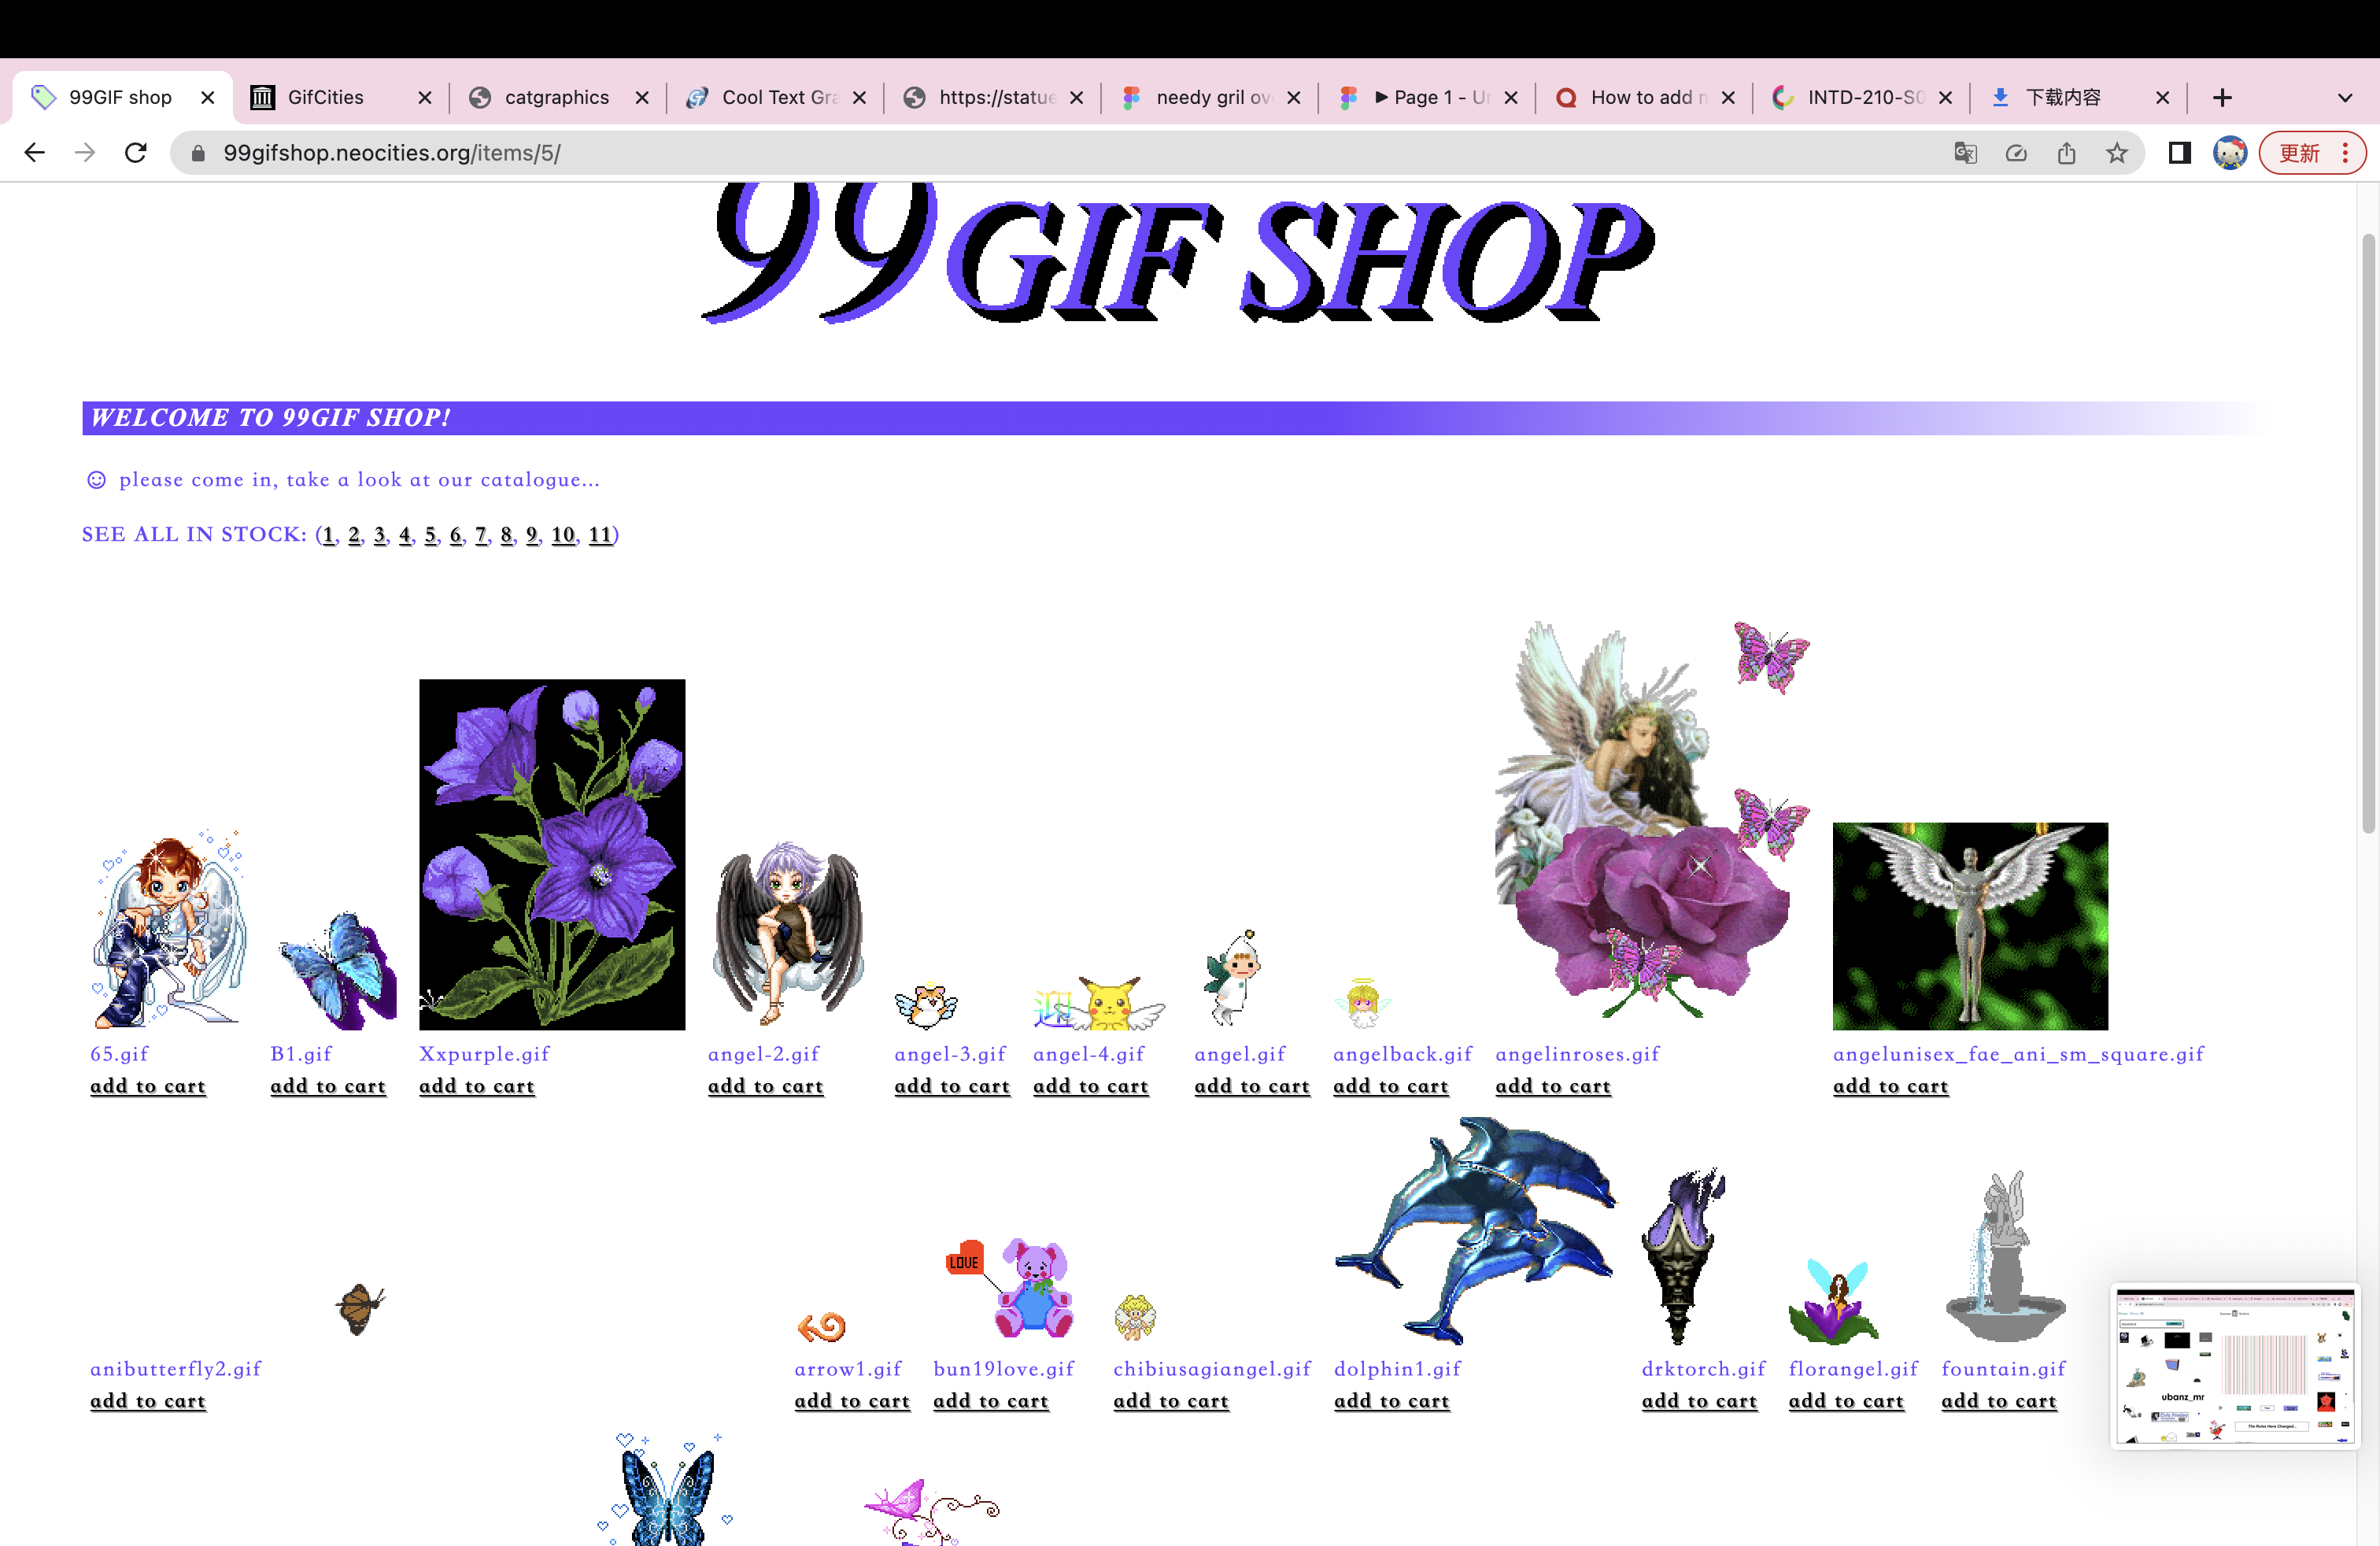 99GIF shop
GifCities
catgraphics
Cool Text Gra
https://statue
needy gril ov
Page 1 - Un
How to add m
INTD-210-S0
下载内容
99gifshop.neocities.org/items/5/
更新
99GIF SHOP
WELCOME TO 99GIF SHOP!
☺ please come in, take a look at our catalogue...
SEE ALL IN STOCK: (1, 2, 3, 4, 5, 6, 7, 8, 9, 10, 11)
迎
65.gif B1.gif Xxpurple.gif angel-2.gif angel-3.gif angel-4.gif angel.gif angelback.gif angelinroses.gif angelunisex_fae_ani_sm_square.gif
add to cart add to cart add to cart add to cart add to cart add to cart add to cart add to cart add to cart add to cart
LOVE
anibutterfly2.gif arrow1.gif bun19love.gif chibiusagiangel.gif dolphin1.gif drktorch.gif florangel.gif fountain.gif
add to cart add to cart add to cart add to cart add to cart add to cart add to cart add to cart
ubanz_mr
The Rules Have Changed...